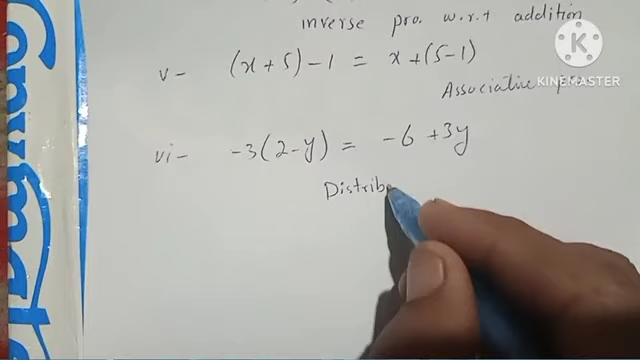 inverse pro. w.r.t addition
v- (x+5)-1 = x+(5-1)
Associative
KINEMASTER
vi- -3(2-y) = -6+3y
Distrib